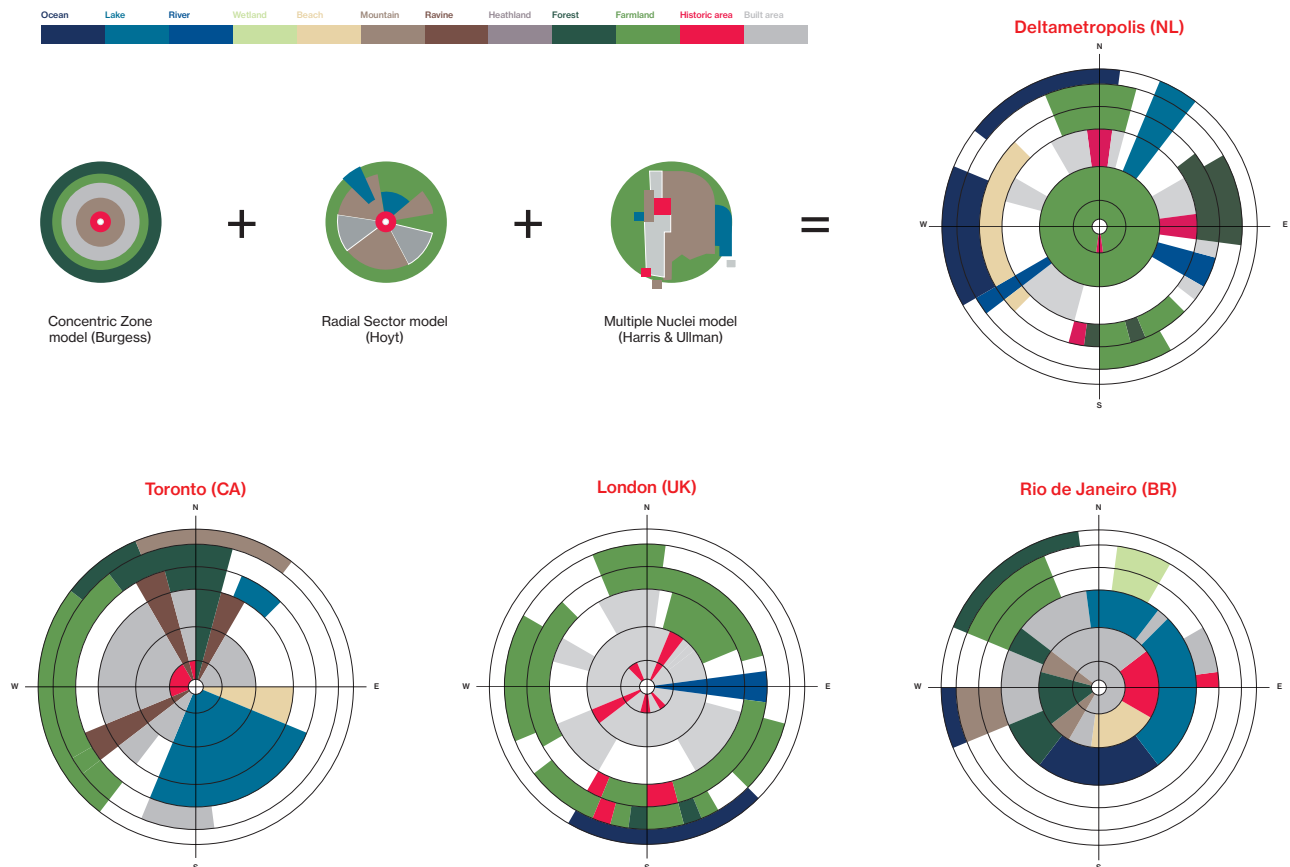 Ocean Lake River Wetland Beach Mountain Ravine Heathland Forest Farmland Historic area Built area
Deltametropolis (NL)
N
W
E
S
+
+
=
Concentric Zone
model (Burgess)
Radial Sector model
(Hoyt)
Multiple Nuclei model
(Harris & Ullman)
Toronto (CA)
N
W
E
S
London (UK)
N
W
E
S
Rio de Janeiro (BR)
N
W
E
S